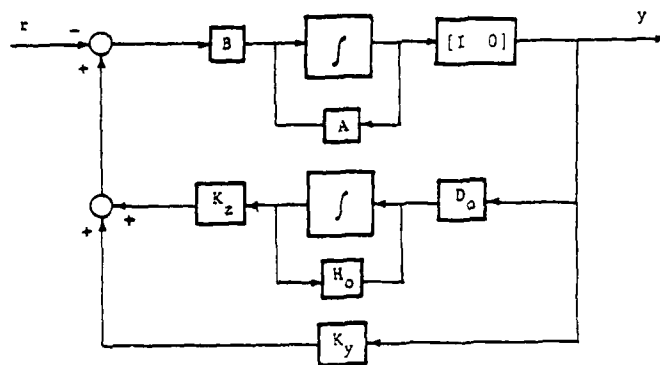 r - B ∫ [I 0] y
+
A
K_z ∫ D_o
+ +
H_o
K_y